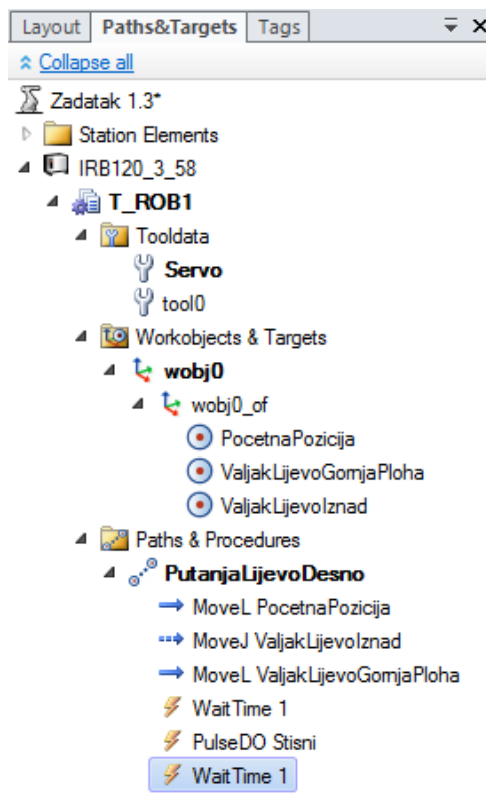 Layout Paths&Targets Tags
Collapse all
Zadatak 1.3*
Station Elements
IRB120_3_58
T_ROB1
Tooldata
Servo
tool0
Workobjects & Targets
wobj0
wobj0_of
PocetnaPozicija
ValjakLijevoGornjaPloha
ValjakLijevoIznad
Paths & Procedures
PutanjaLijevoDesno
MoveL PocetnaPozicija
MoveJ ValjakLijevoIznad
MoveL ValjakLijevoGornjaPloha
WaitTime 1
PulseDO Stisni
WaitTime 1